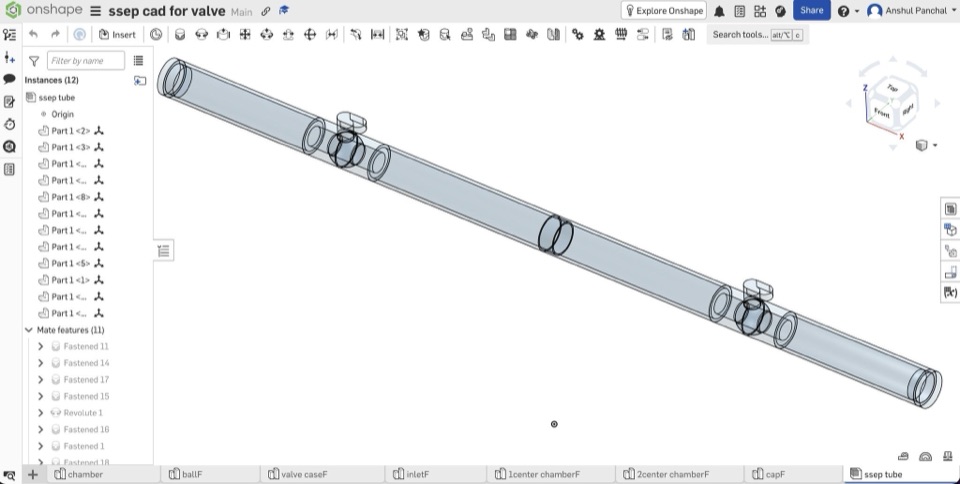 onshape ssep cad for valve Main Explore Onshape Share Anshul Panchal
Insert Search tools... alt/⌥ c
Filter by name
Instances (12)
ssep tube
Origin
Part 1 <2>
Part 1 <3>
Part 1 <...
Part 1 <...
Part 1 <8>
Part 1 <...
Part 1 <...
Part 1 <...
Part 1 <5>
Part 1 <1>
Part 1 <...
Part 1 <...
Mate features (11)
Fastened 11
Fastened 14
Fastened 17
Fastened 15
Revolute 1
Fastened 16
Fastened 1
Fastened 18
Z
Top
Front Right
X
chamber ballF valve caseF inletF 1center chamberF 2center chamberF capF ssep tube